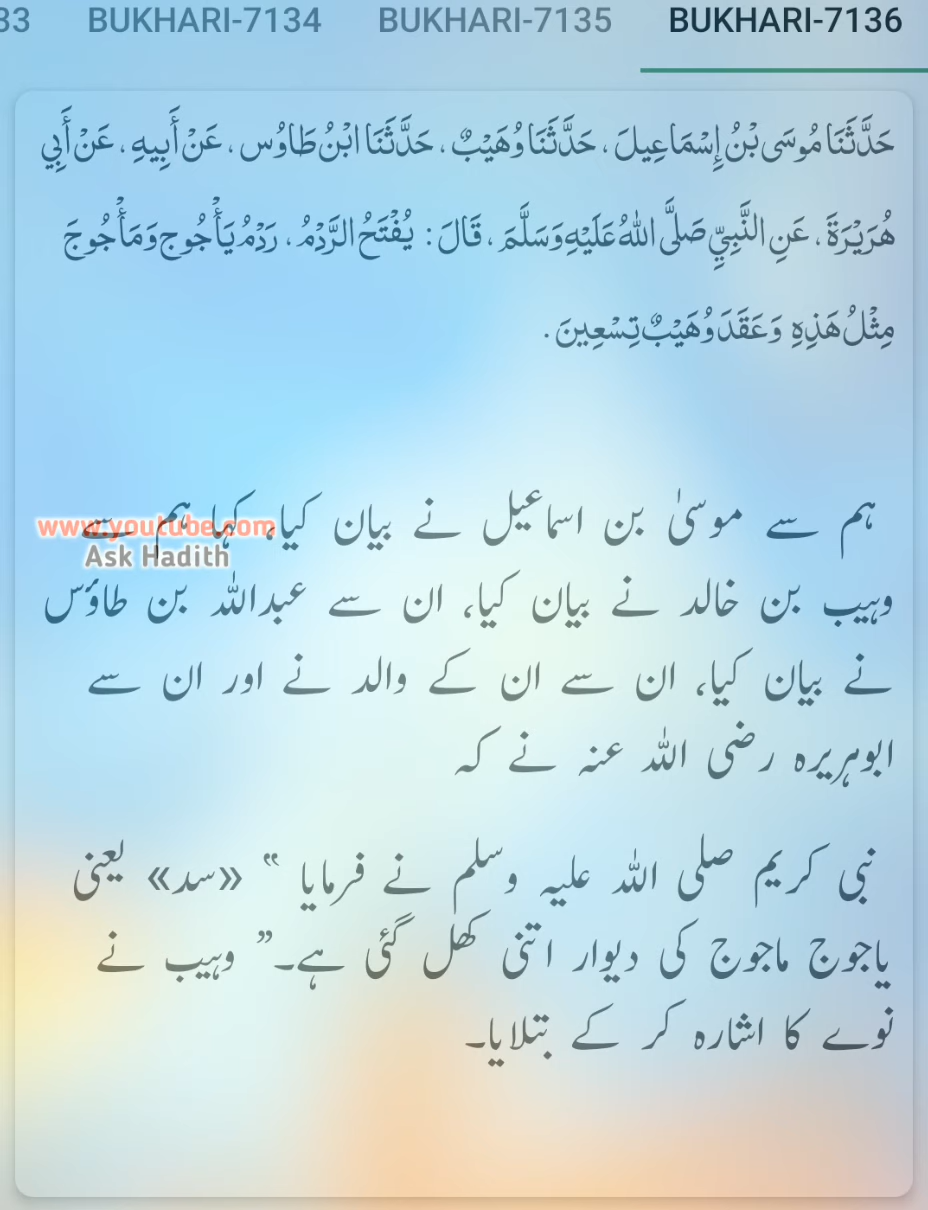 33 BUKHARI-7134 BUKHARI-7135 BUKHARI-7136
حَدَّثَنَا مُوسَى بْنُ إِسْمَاعِيلَ ، حَدَّثَنَا وُهَيْبٌ ، حَدَّثَنَا ابْنُ طَاوُس ، عَنْ أَبِيهِ ، عَنْ أَبِي
هُرَيْرَةَ ، عَنِ النَّبِيِّ صَلَّى اللَّهُ عَلَيْهِ وَسَلَّمَ ، قَالَ : يُفْتَحُ الرَّدْمُ ، رَدْمُ يَأْجُوج وَمَأْجُوجَ
مِثْلُ هَذِهِ وَعَقَدَ وُهَيْبٌ تِسْعِينَ .
ہم سے موسیٰ بن اسماعیل نے بیان کیا، کہا ہم سے
www.youtube.com
Ask Hadith
وہیب بن خالد نے بیان کیا، ان سے عبداللہ بن طاؤس
نے بیان کیا، ان سے ان کے والد نے اور ان سے
ابوہریرہ رضی اللہ عنہ نے کہ
نبی کریم صلی اللہ علیہ وسلم نے فرمایا “ «سد» یعنی
یاجوج ماجوج کی دیوار اتنی کھل گئی ہے۔” وہیب نے
نوے کا اشارہ کر کے بتلایا۔